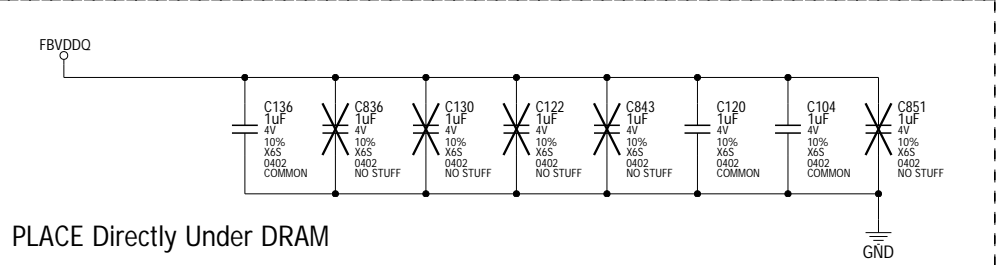 FBVDDQ
C136
1uF
4V
10%
X6S
0402
COMMON
C836
1uF
4V
10%
X6S
0402
NO STUFF
C130
1uF
4V
10%
X6S
0402
NO STUFF
C122
1uF
4V
10%
X6S
0402
NO STUFF
C843
1uF
4V
10%
X6S
0402
NO STUFF
C120
1uF
4V
10%
X6S
0402
COMMON
C104
1uF
4V
10%
X6S
0402
COMMON
C851
1uF
4V
10%
X6S
0402
NO STUFF
PLACE Directly Under DRAM
GND